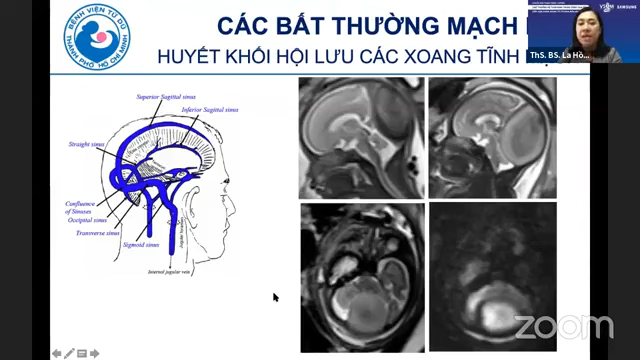 BỆNH VIỆN TỪ DŨ
THÀNH PHỐ HỒ CHÍ MINH
CÁC BẤT THƯỜNG MẠCH
HUYẾT KHỐI HỘI LƯU CÁC XOANG TĨNH
VSUM SAMSUNG
ThS. BS. La Hồ...
Superior Sagittal sinus
Inferior Sagittal sinus
Straight sinus
Confluence
of Sinuses
Occipital sinus
Transverse sinus
Sigmoid sinus
Internal jugular vein
zoom